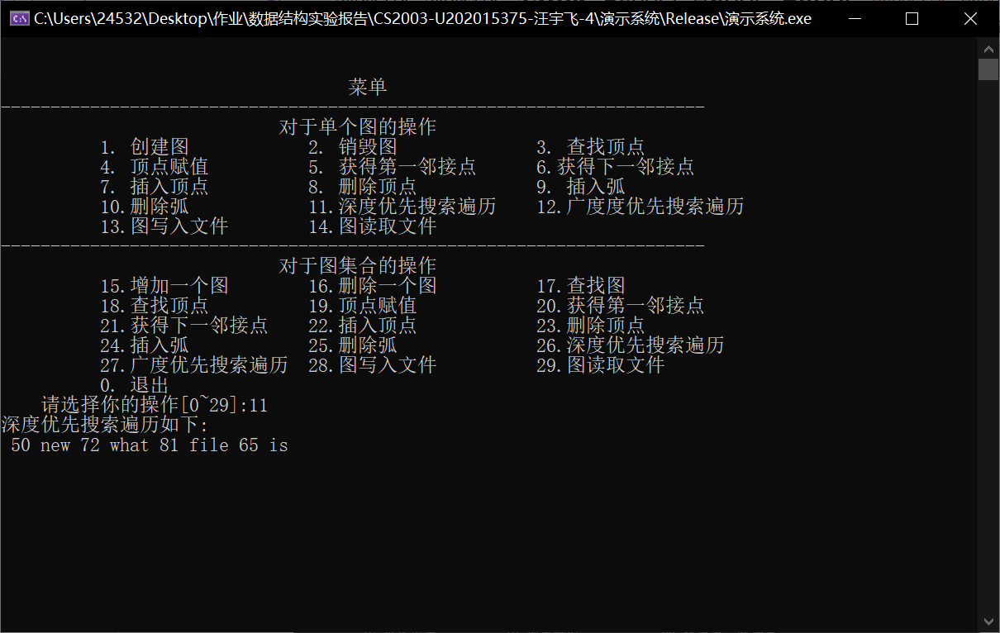 C:\Users\24532\Desktop\作业\数据结构实验报告\CS2003-U202015375-汪宇飞-4\演示系统\Release\演示系统.exe
菜单
-----------------------------------------------------------------------
对于单个图的操作
1. 创建图 2. 销毁图 3. 查找顶点
4. 顶点赋值 5. 获得第一邻接点 6.获得下一邻接点
7. 插入顶点 8. 删除顶点 9. 插入弧
10.删除弧 11.深度优先搜索遍历 12.广度度优先搜索遍历
13.图写入文件 14.图读取文件
-----------------------------------------------------------------------
对于图集合的操作
15.增加一个图 16.删除一个图 17.查找图
18.查找顶点 19.顶点赋值 20.获得第一邻接点
21.获得下一邻接点 22.插入顶点 23.删除顶点
24.插入弧 25.删除弧 26.深度优先搜索遍历
27.广度优先搜索遍历 28.图写入文件 29.图读取文件
0. 退出
请选择你的操作[0~29]:11
深度优先搜索遍历如下:
50 new 72 what 81 file 65 is